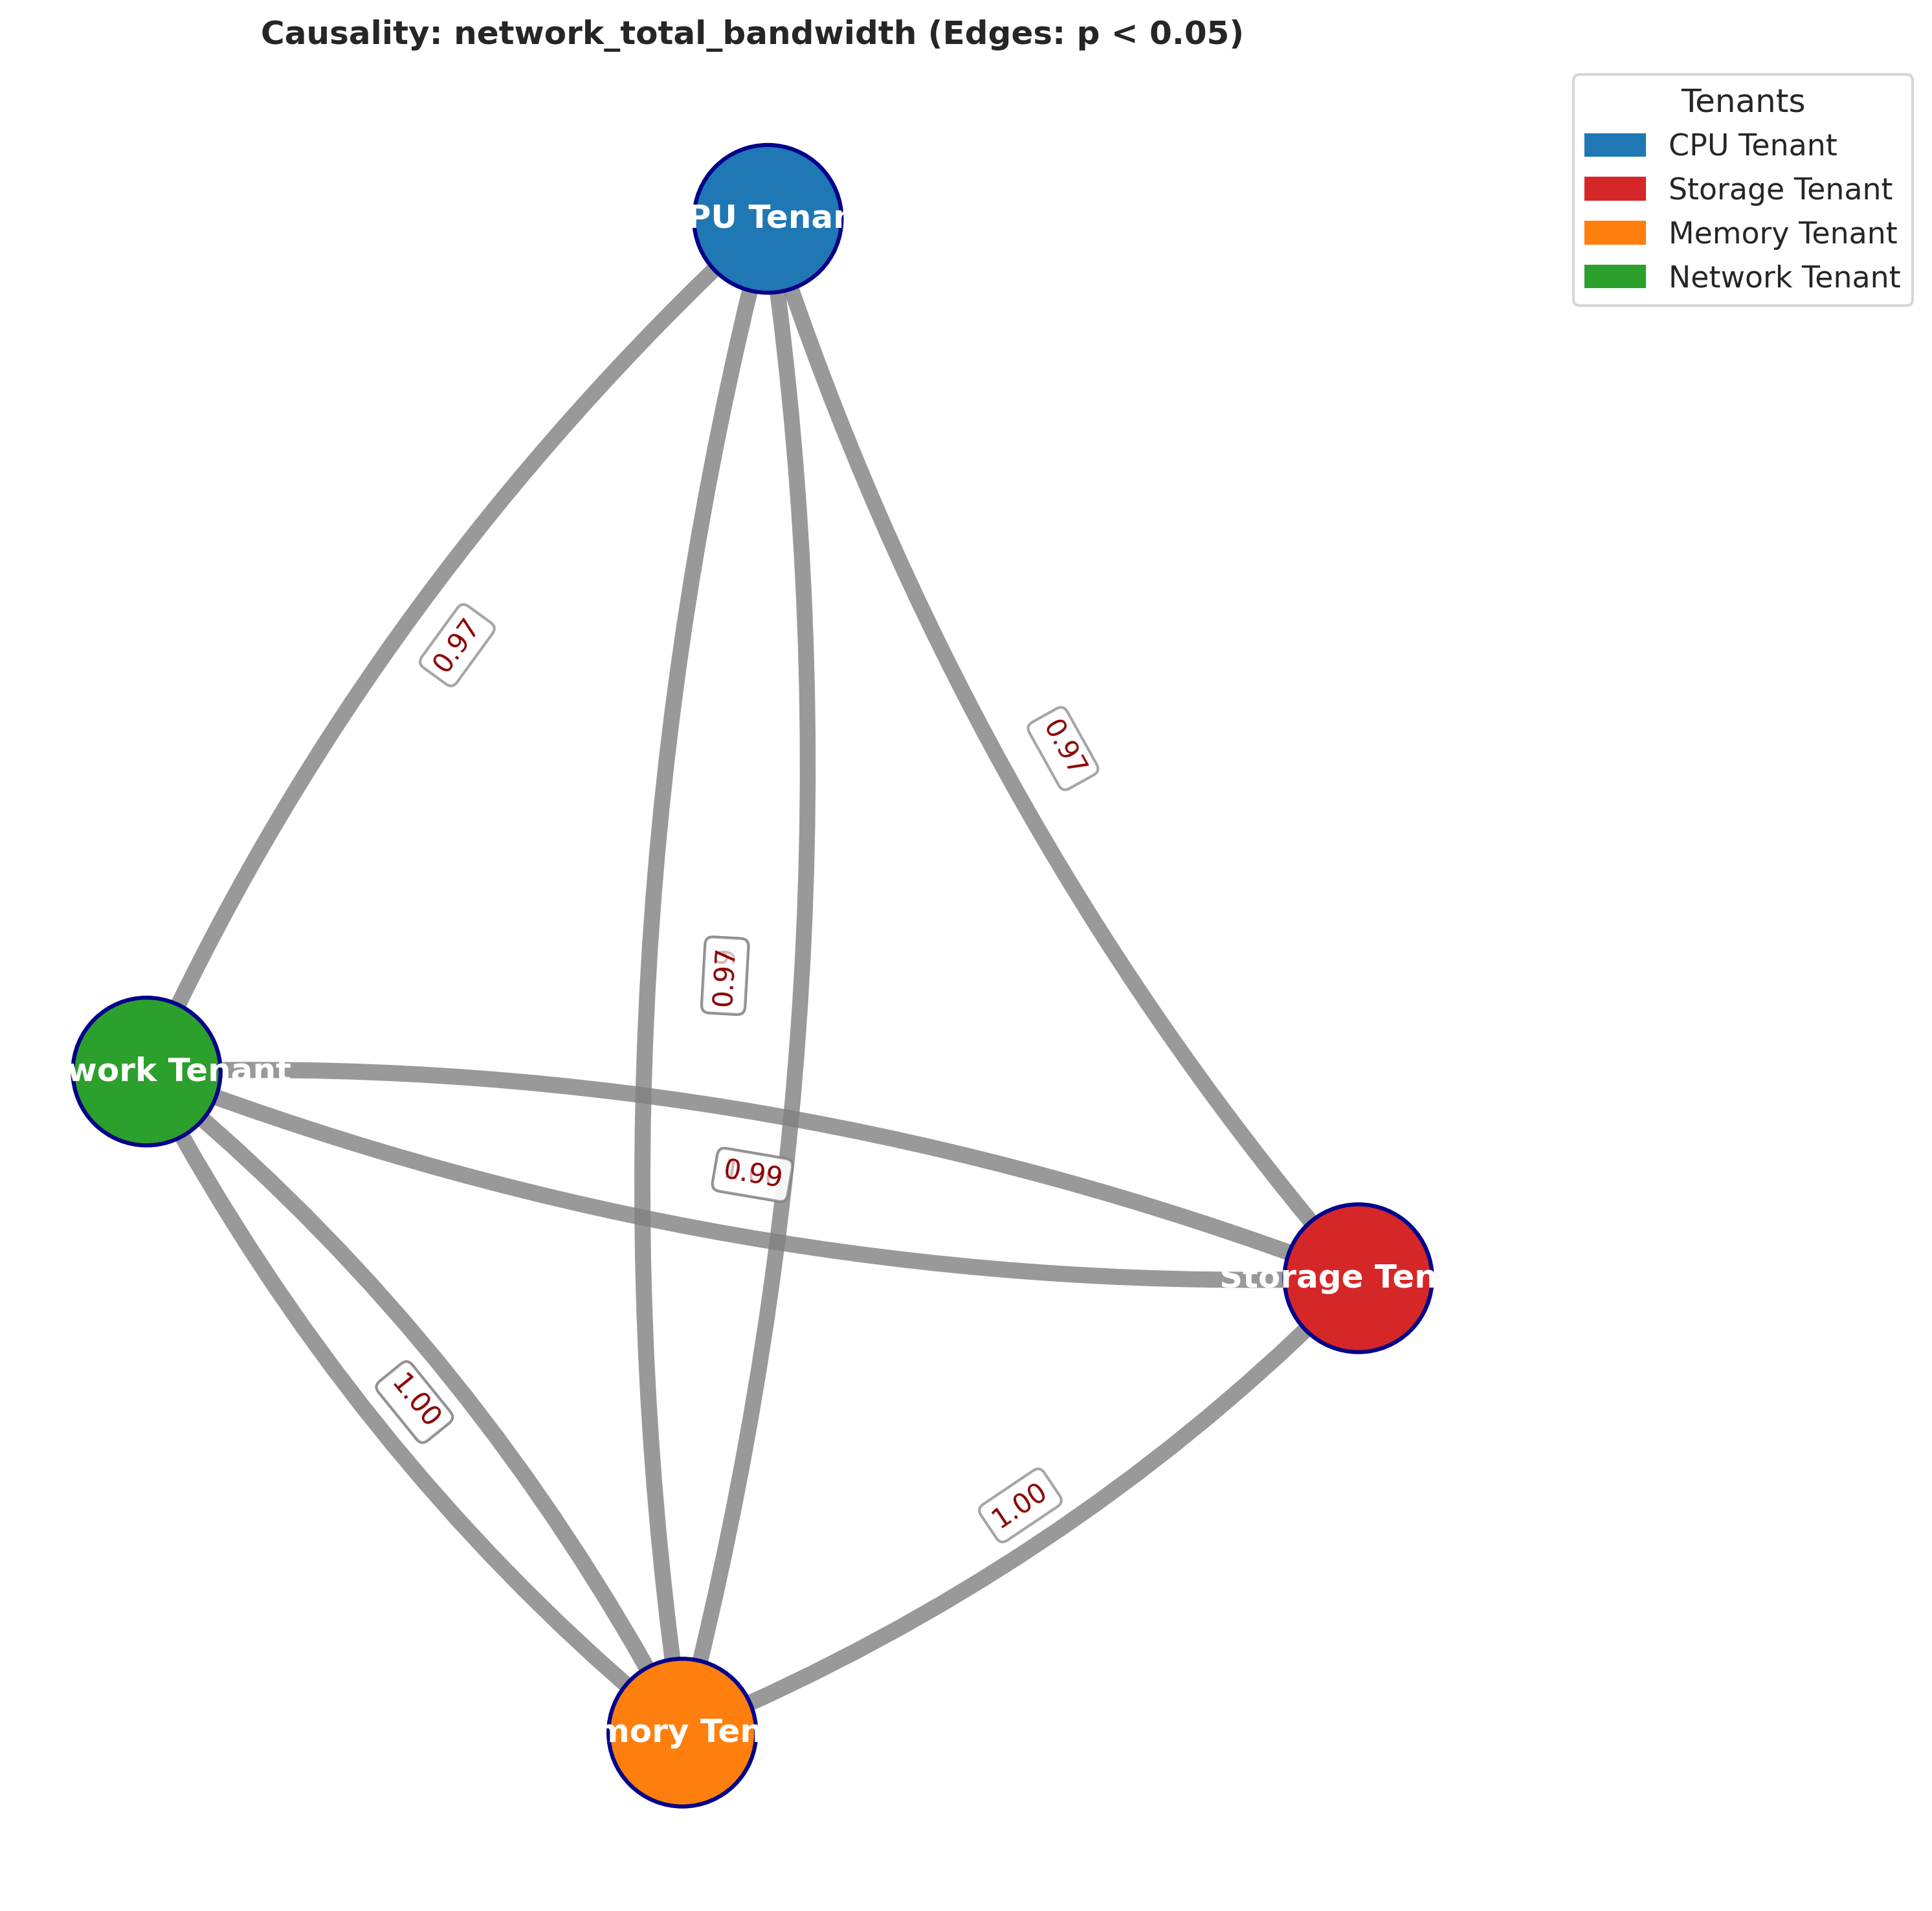 Causality: network_total_bandwidth (Edges: p < 0.05)
Tenants
CPU Tenant
Storage Tenant
Memory Tenant
Network Tenant
PU Tenan
0.97
0.97
0.97
work Tenant
0.99
Storage Ten
1.00
1.00
mory Ten